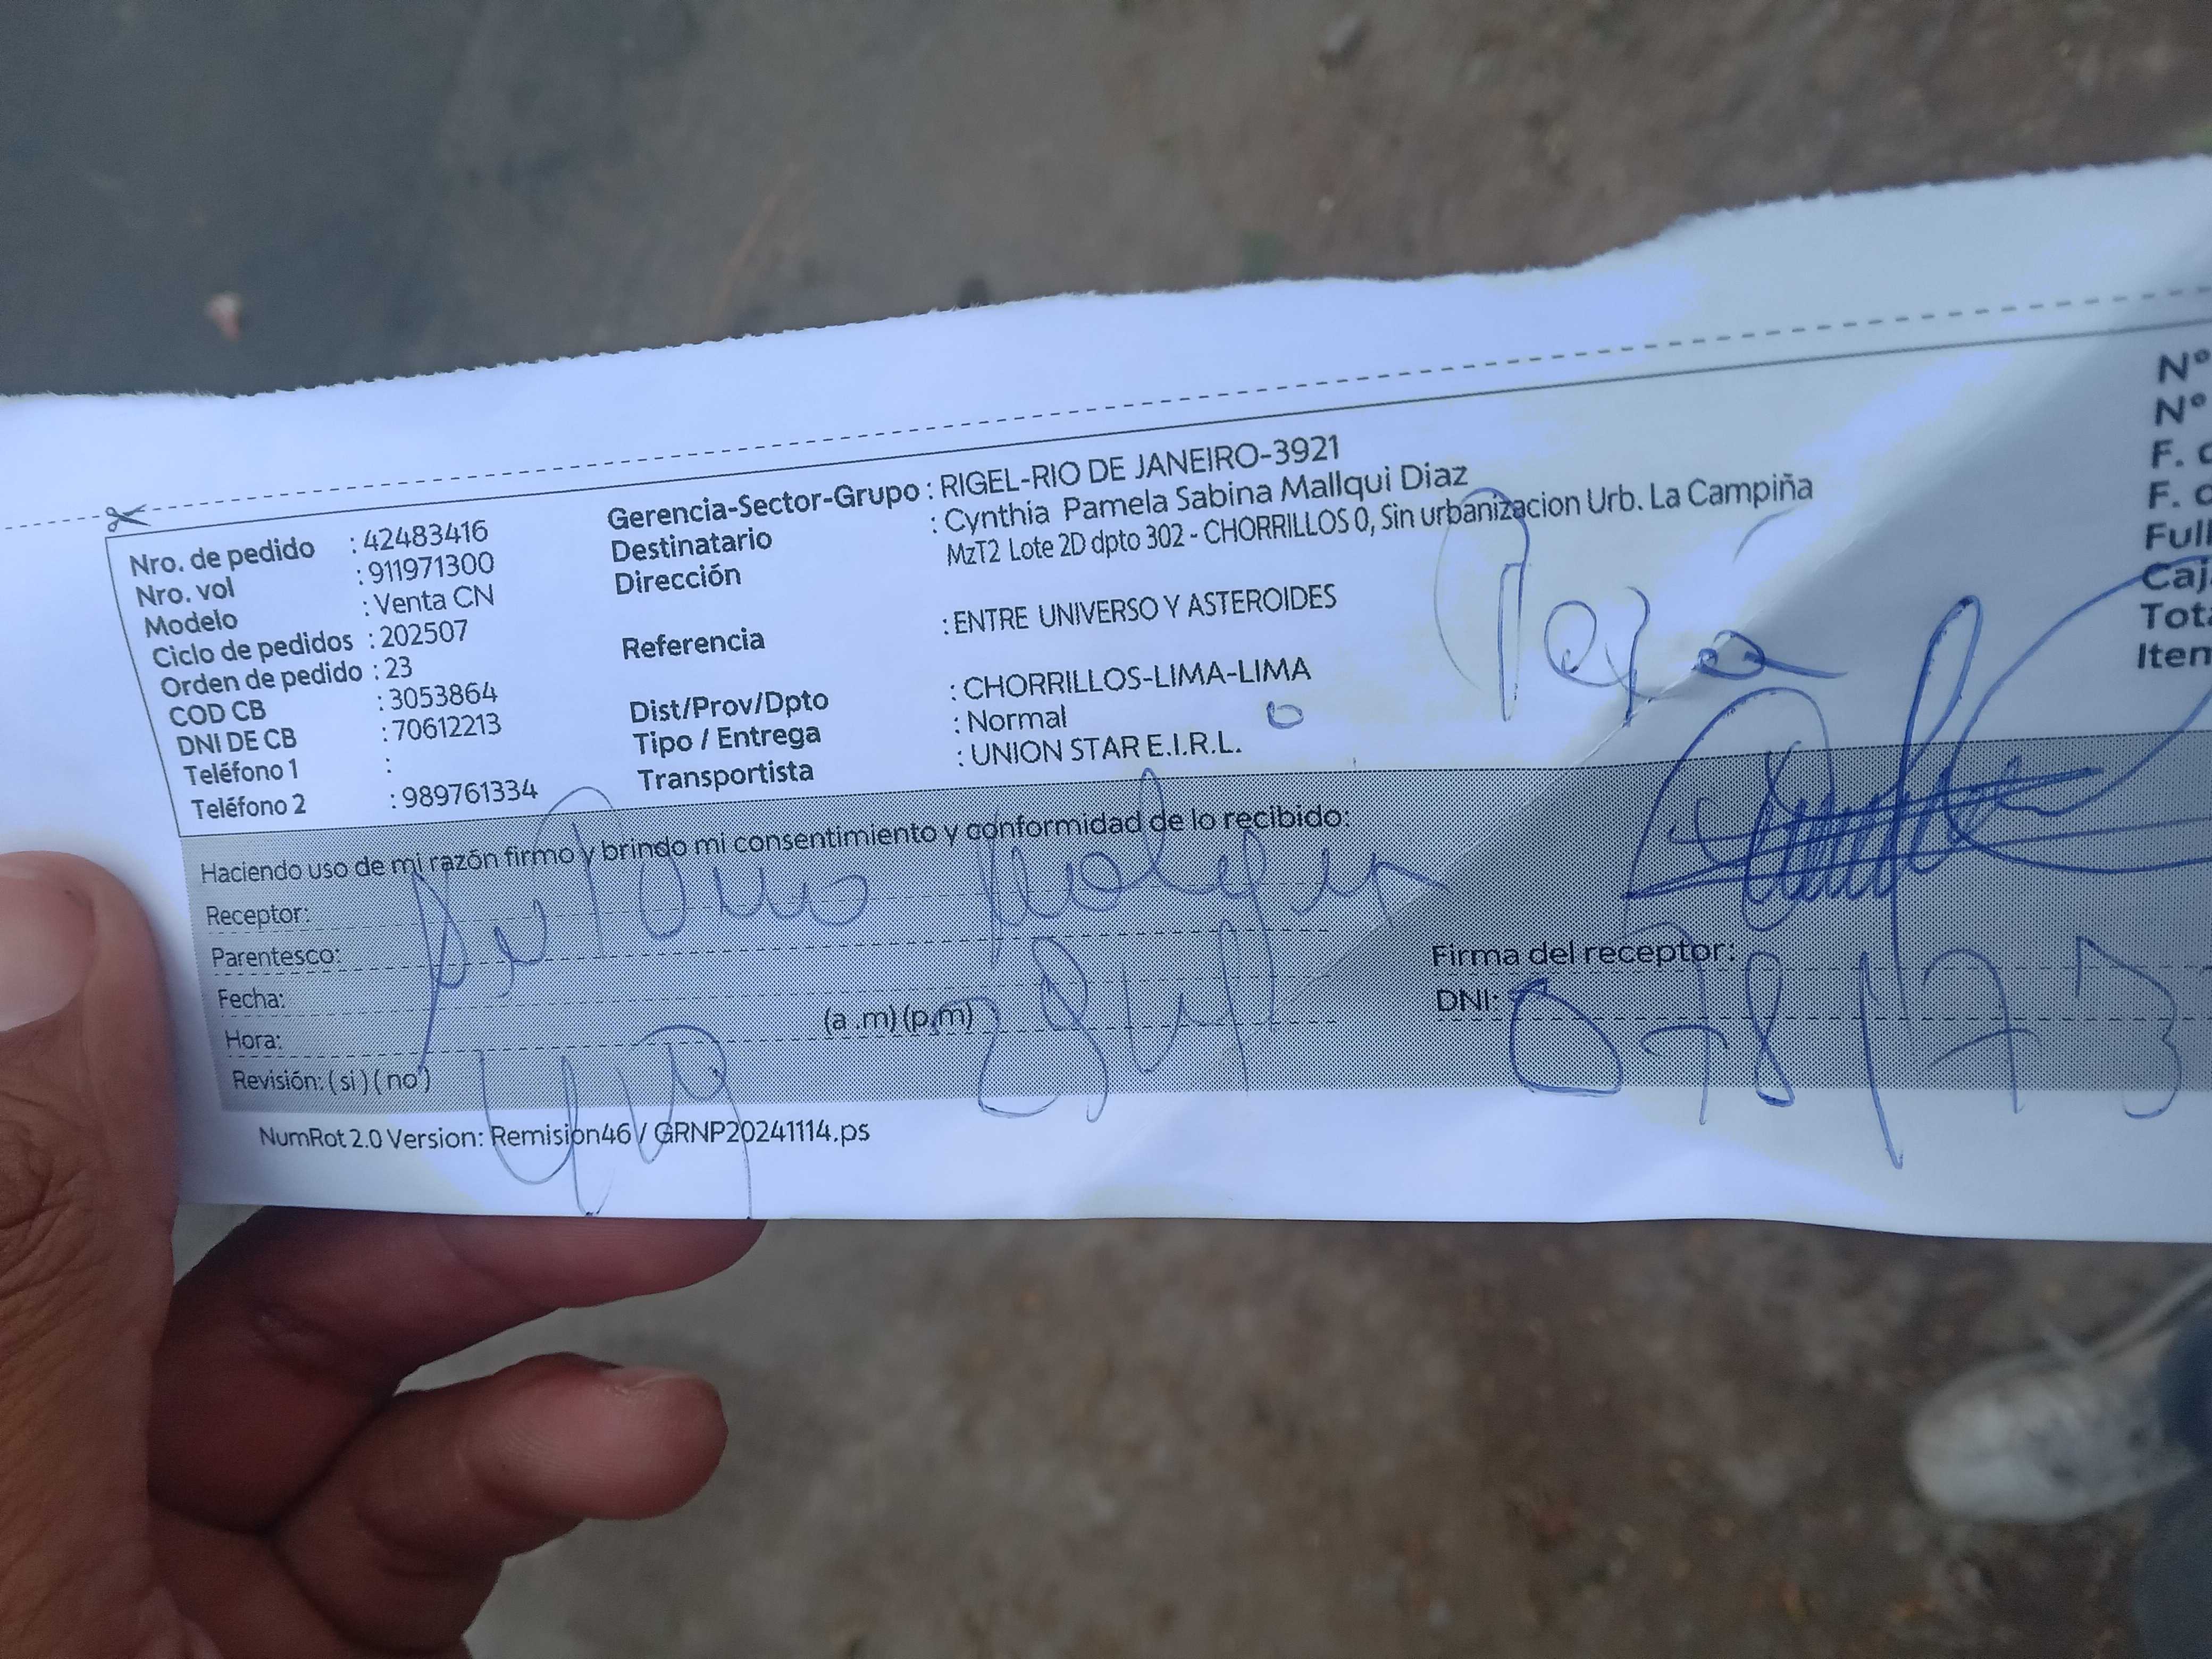 Nro. de pedido : 42483416
Nro. vol : 911971300
Modelo : Venta CN
Ciclo de pedidos : 202507
Orden de pedido : 23
COD CB : 3053864
DNI DE CB : 70612213
Teléfono 1 :
Teléfono 2 : 989761334
Gerencia-Sector-Grupo : RIGEL-RIO DE JANEIRO-3921
Destinatario : Cynthia Pamela Sabina Mallqui Diaz
Dirección MzT2 Lote 2D dpto 302 - CHORRILLOS 0, Sin urbanizacion Urb. La Campiña
Referencia : ENTRE UNIVERSO Y ASTEROIDES
Dist/Prov/Dpto : CHORRILLOS-LIMA-LIMA
Tipo / Entrega : Normal
Transportista : UNION STAR E.I.R.L.
N°
N°
F.
F.
Caj.
Haciendo uso de mi razón firmo y brindo mi consentimiento y conformidad de lo recibido:
Receptor: Antonio
Parentesco:
Fecha:
Hora: (a .m) (p.m)
Revisión: ( si ) ( no )
Firma del receptor:
DNI: 078173
NumRot 2.0 Version: Remision46 / GRNP20241114.ps